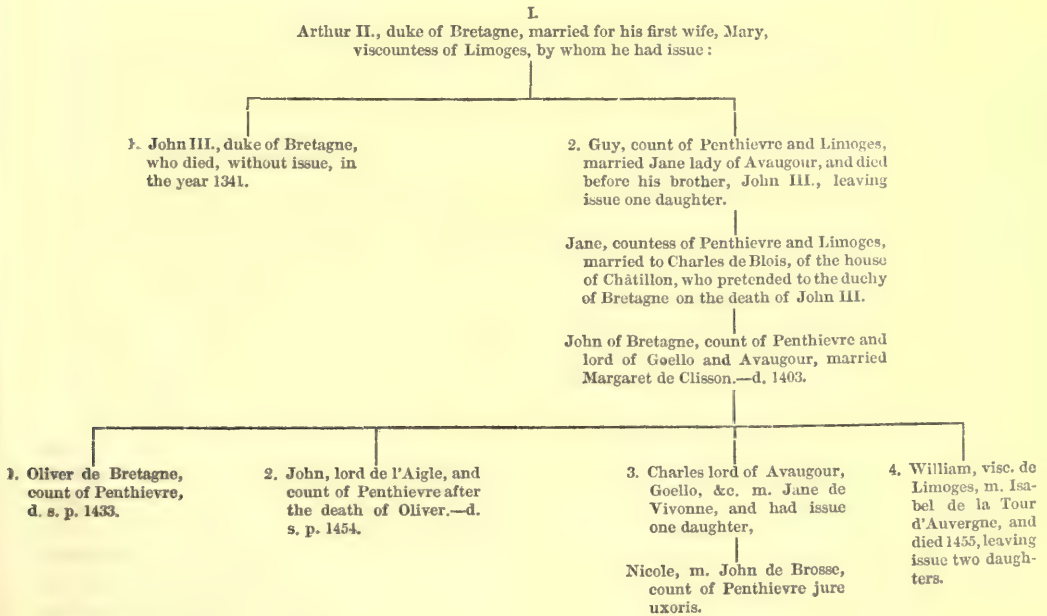 I.
Arthur II., duke of Bretagne, married for his first wife, Mary,
viscountess of Limoges, by whom he had issue:
1. John III., duke of Bretagne,
who died, without issue, in
the year 1341.
2. Guy, count of Penthievre and Limoges,
married Jane lady of Avaugour, and died
before his brother, John III., leaving
issue one daughter.
Jane, countess of Penthievre and Limoges,
married to Charles de Blois, of the house
of Châtillon, who pretended to the duchy
of Bretagne on the death of John III.
John of Bretagne, count of Penthievre and
lord of Goello and Avaugour, married
Margaret de Clisson.—d. 1403.
1. Oliver de Bretagne,
count of Penthievre,
d. s. p. 1433.
2. John, lord de l'Aigle, and
count of Penthievre after
the death of Oliver.—d.
s. p. 1454.
3. Charles lord of Avaugour,
Goello, &c. m. Jane de
Vivonne, and had issue
one daughter,
Nicole, m. John de Brosse,
count of Penthievre jure
uxoris.
4. William, visc. de
Limoges, m. Isa-
bel de la Tour
d'Auvergne, and
died 1455, leaving
issue two daugh-
ters.